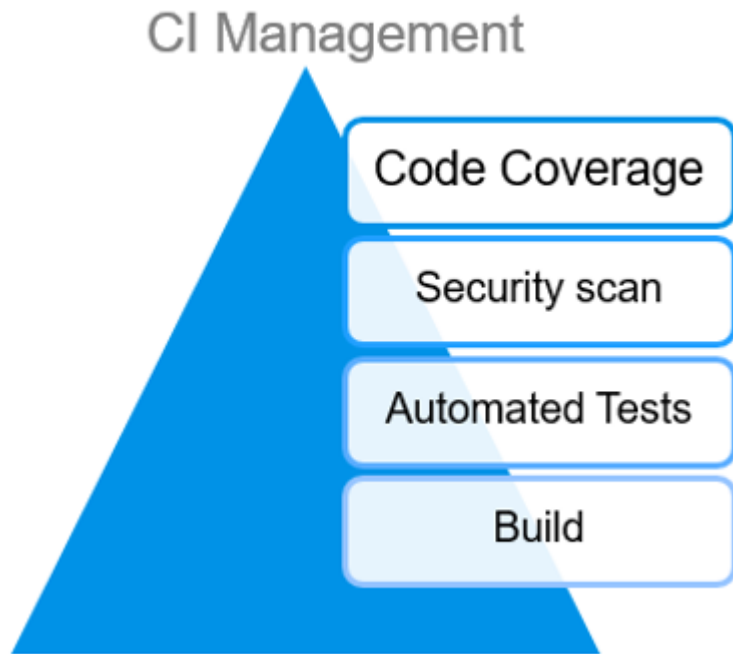 CI Management
Code Coverage
Security scan
Automated Tests
Build